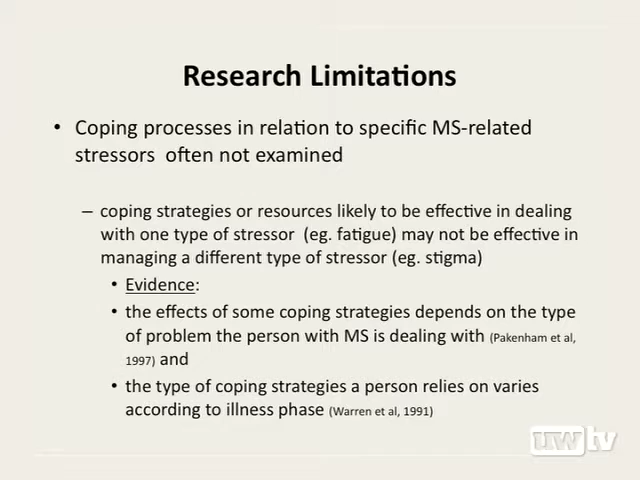 Research Limitations
• Coping processes in relation to specific MS-related
stressors  often not examined
– coping strategies or resources likely to be effective in dealing
with one type of stressor  (eg. fatigue) may not be effective in
managing a different type of stressor (eg. stigma)
• Evidence:
• the effects of some coping strategies depends on the type
of problem the person with MS is dealing with (Pakenham et al,
1997) and
• the type of coping strategies a person relies on varies
according to illness phase (Warren et al, 1991)
uwtv